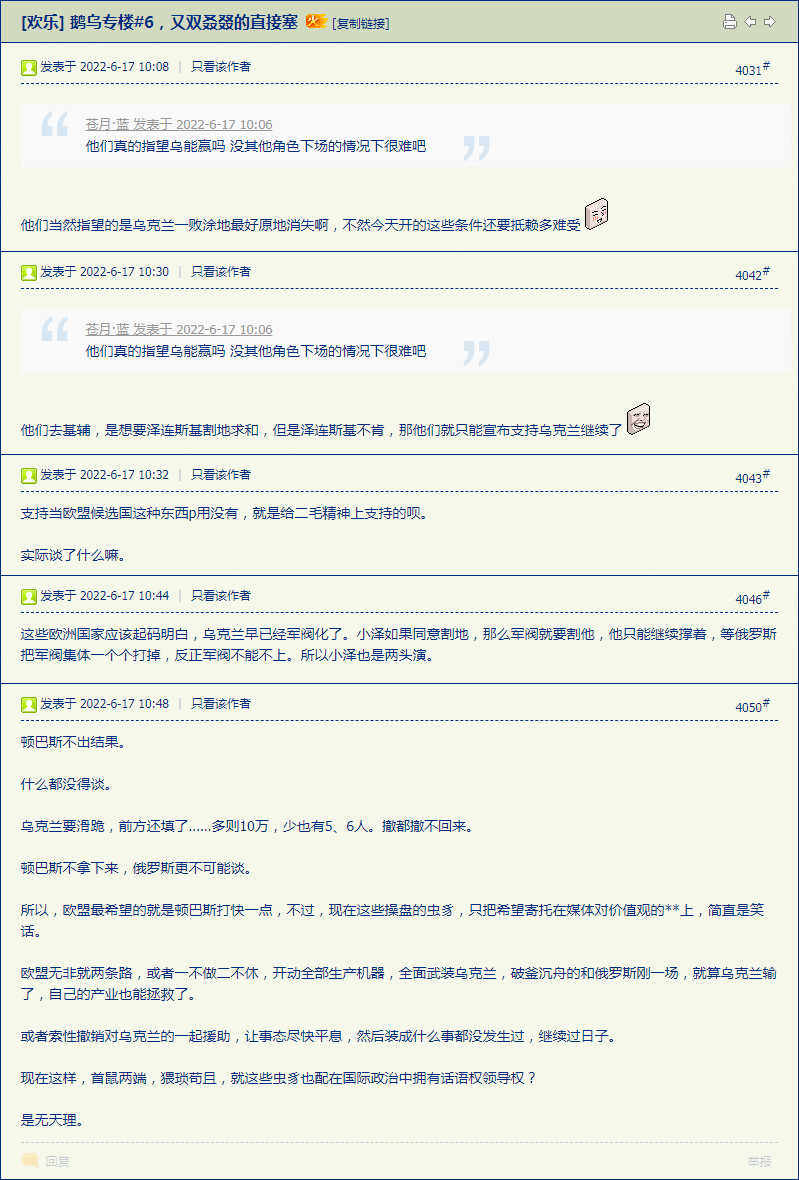 [欢乐] 鹅乌专楼#6，又双叒叕的直接塞 火 [复制链接]
发表于 2022-6-17 10:08 | 只看该作者 4031#
苍月·蓝 发表于 2022-6-17 10:06
他们真的指望乌能赢吗 没其他角色下场的情况下很难吧
他们当然指望的是乌克兰一败涂地最好原地消失啊，不然今天开的这些条件还要抵赖多难受
发表于 2022-6-17 10:30 | 只看该作者 4042#
苍月·蓝 发表于 2022-6-17 10:06
他们真的指望乌能赢吗 没其他角色下场的情况下很难吧
他们去基辅，是想要泽连斯基割地求和，但是泽连斯基不肯，那他们就只能宣布支持乌克兰继续了
发表于 2022-6-17 10:32 | 只看该作者 4043#
支持当欧盟候选国这种东西p用没有，就是给二毛精神上支持的呗。
实际谈了什么嘛。
发表于 2022-6-17 10:44 | 只看该作者 4046#
这些欧洲国家应该起码明白，乌克兰早已经军阀化了。小泽如果同意割地，那么军阀就要割他，他只能继续撑着，等俄罗斯
把军阀集体一个个打掉，反正军阀不能不上。所以小泽也是两头演。
发表于 2022-6-17 10:48 | 只看该作者 4050#
顿巴斯不出结果。
什么都没得谈。
乌克兰要滑跪，前方还填了……多则10万，少也有5、6人。撤都撤不回来。
顿巴斯不拿下来，俄罗斯更不可能谈。
所以，欧盟最希望的就是顿巴斯打快一点，不过，现在这些操盘的虫豸，只把希望寄托在媒体对价值观的**上，简直是笑
话。
欧盟无非就两条路，或者一不做二不休，开动全部生产机器，全面武装乌克兰，破釜沉舟的和俄罗斯刚一场，就算乌克兰输
了，自己的产业也能拯救了。
或者索性撤销对乌克兰的一起援助，让事态尽快平息，然后装成什么事都没发生过，继续过日子。
现在这样，首鼠两端，猥琐苟且，就这些虫豸也配在国际政治中拥有话语权领导权？
是无天理。
回复 举报